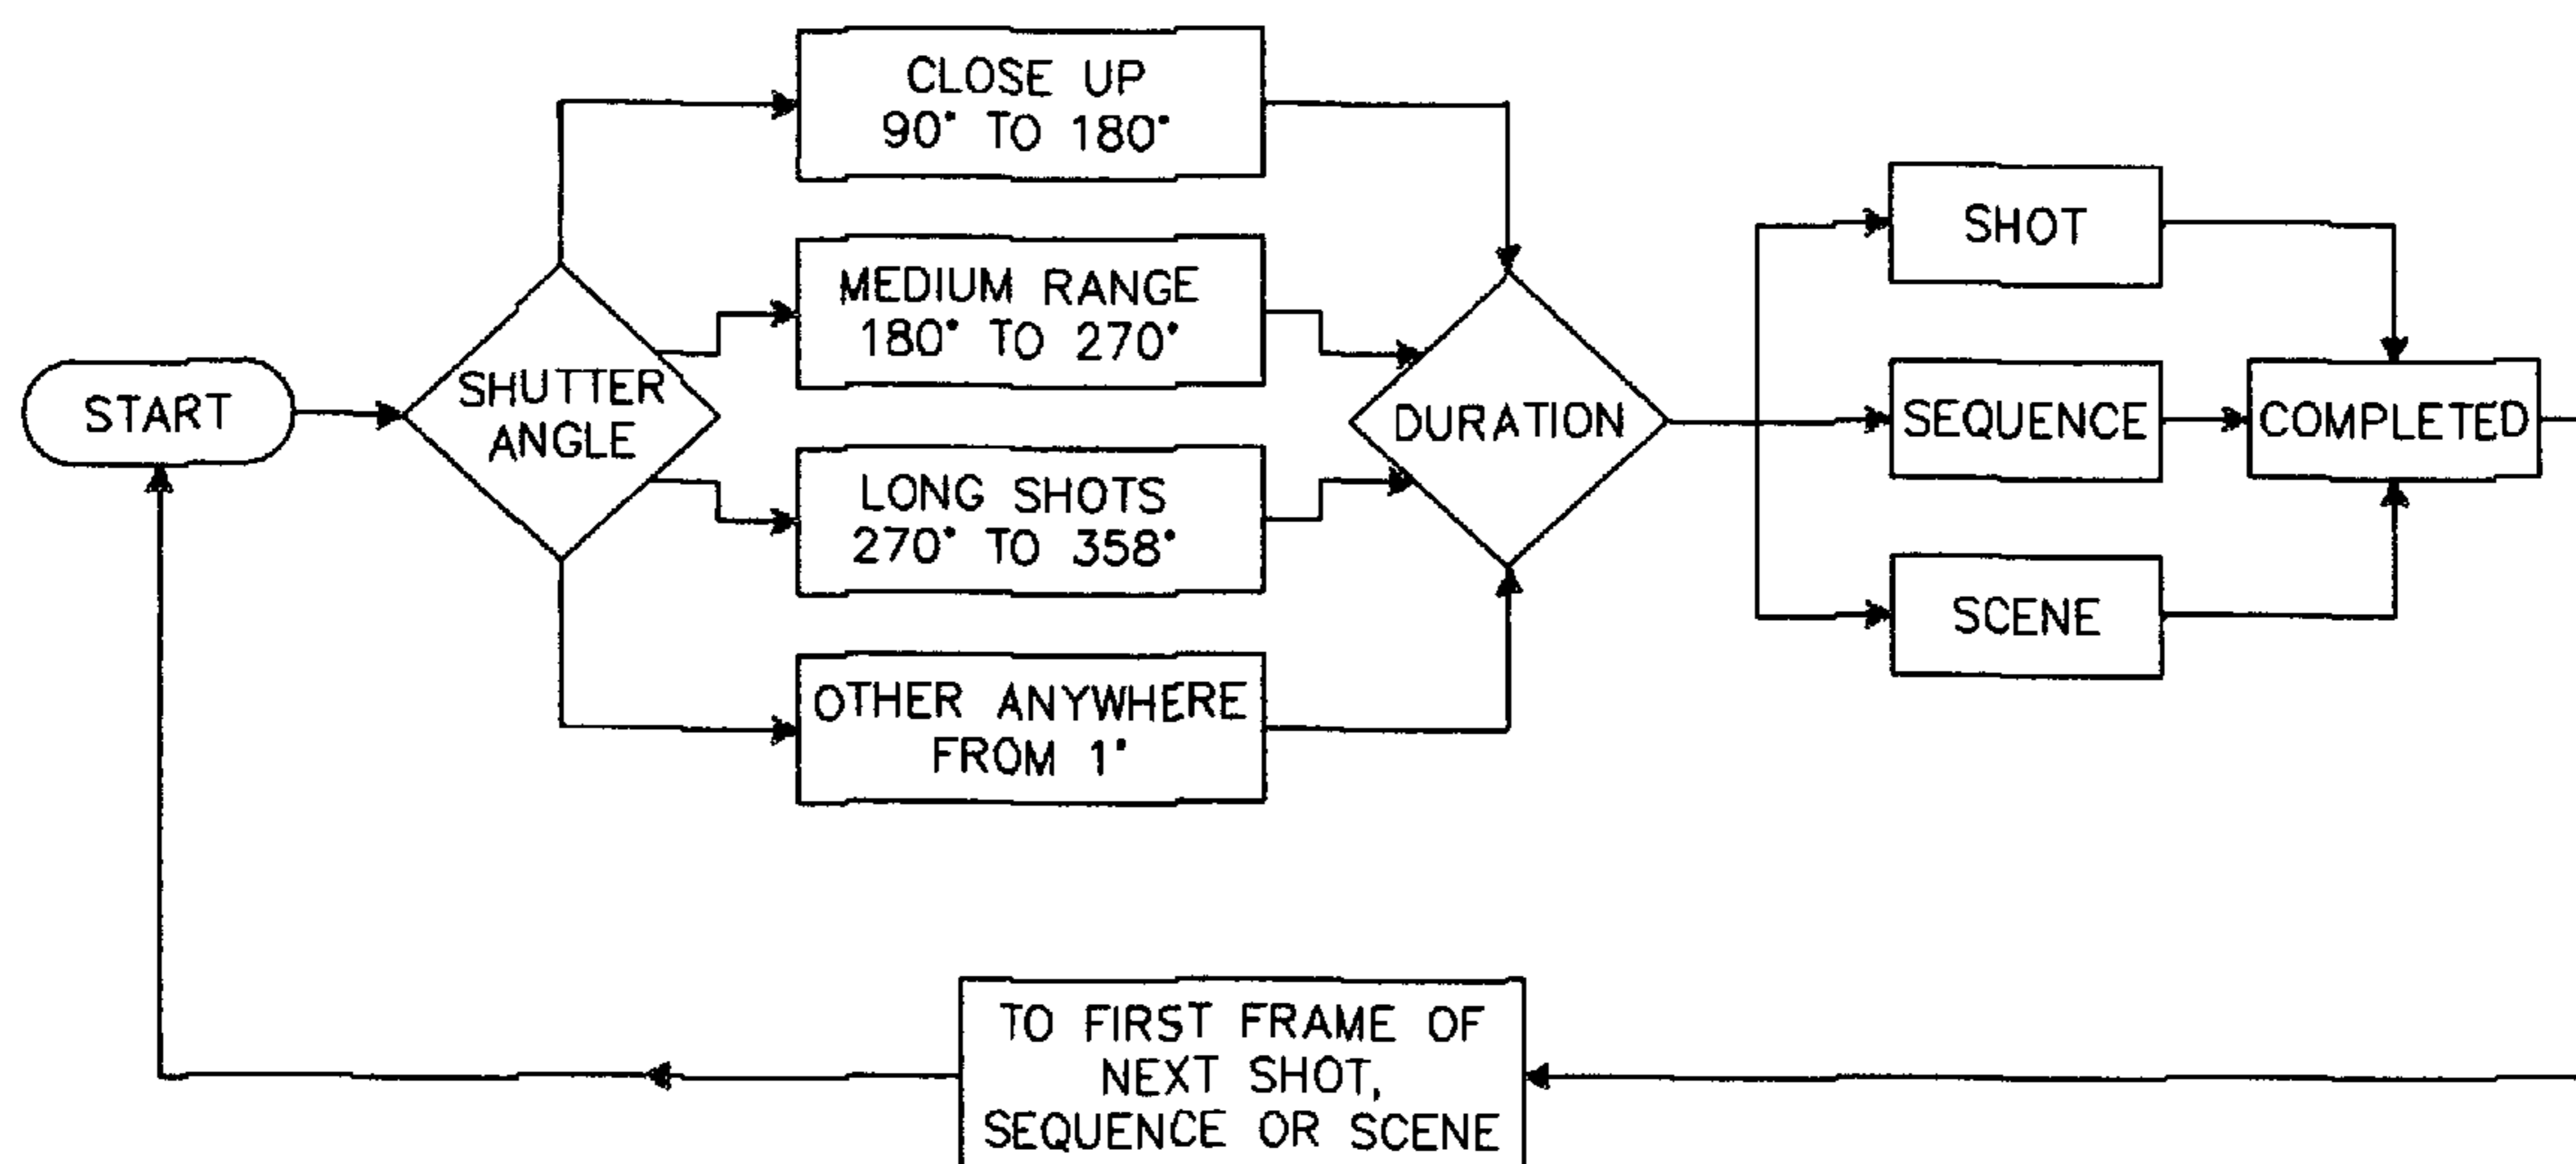 START
SHUTTER
ANGLE
CLOSE UP
90° TO 180°
MEDIUM RANGE
180° TO 270°
LONG SHOTS
270° TO 358°
OTHER ANYWHERE
FROM 1°
DURATION
SHOT
SEQUENCE
SCENE
COMPLETED
TO FIRST FRAME OF
NEXT SHOT,
SEQUENCE OR SCENE